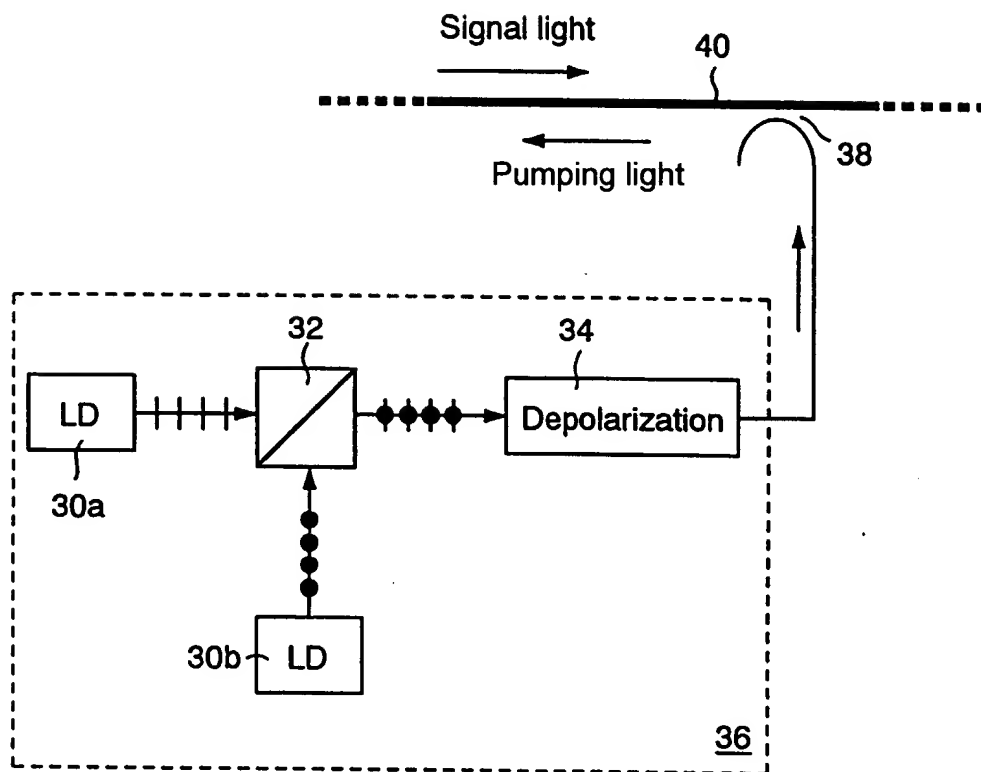 Signal light
40
38
Pumping light
32
34
LD
Depolarization
30a
30b
LD
36